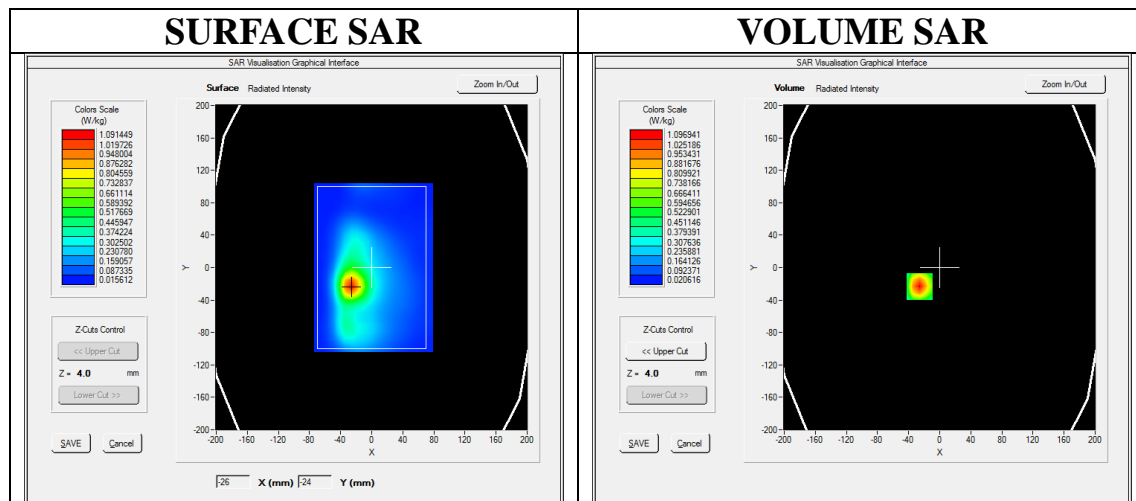 SURFACE SAR
VOLUME SAR
SAR Visualisation Graphical Interface
Surface Radiated Intensity
Zoom In/Out
Colors Scale
(W/kg)
1.091449
1.019726
0.948004
0.876282
0.804559
0.732837
0.661114
0.589392
0.517669
0.445947
0.374224
0.302502
0.230780
0.159057
0.087335
0.015612
Z-Cuts Control
<< Upper Cut
Z = 4.0 mm
Lower Cut >>
SAVE Cancel
200
160
120
80
40
0
-40
-80
-120
-160
-200
Y
-200 -160 -120 -80 -40 0 40 80 120 160 200
X
-26 X (mm) -24 Y (mm)
SAR Visualisation Graphical Interface
Volume Radiated Intensity
Zoom In/Out
Colors Scale
(W/kg)
1.096941
1.025186
0.953431
0.881676
0.809921
0.738166
0.666411
0.594656
0.522901
0.451146
0.379391
0.307636
0.235881
0.164126
0.092371
0.020616
Z-Cuts Control
<< Upper Cut
Z = 4.0 mm
Lower Cut >>
SAVE Cancel
200
160
120
80
40
0
-40
-80
-120
-160
-200
Y
-200 -160 -120 -80 -40 0 40 80 120 160 200
X